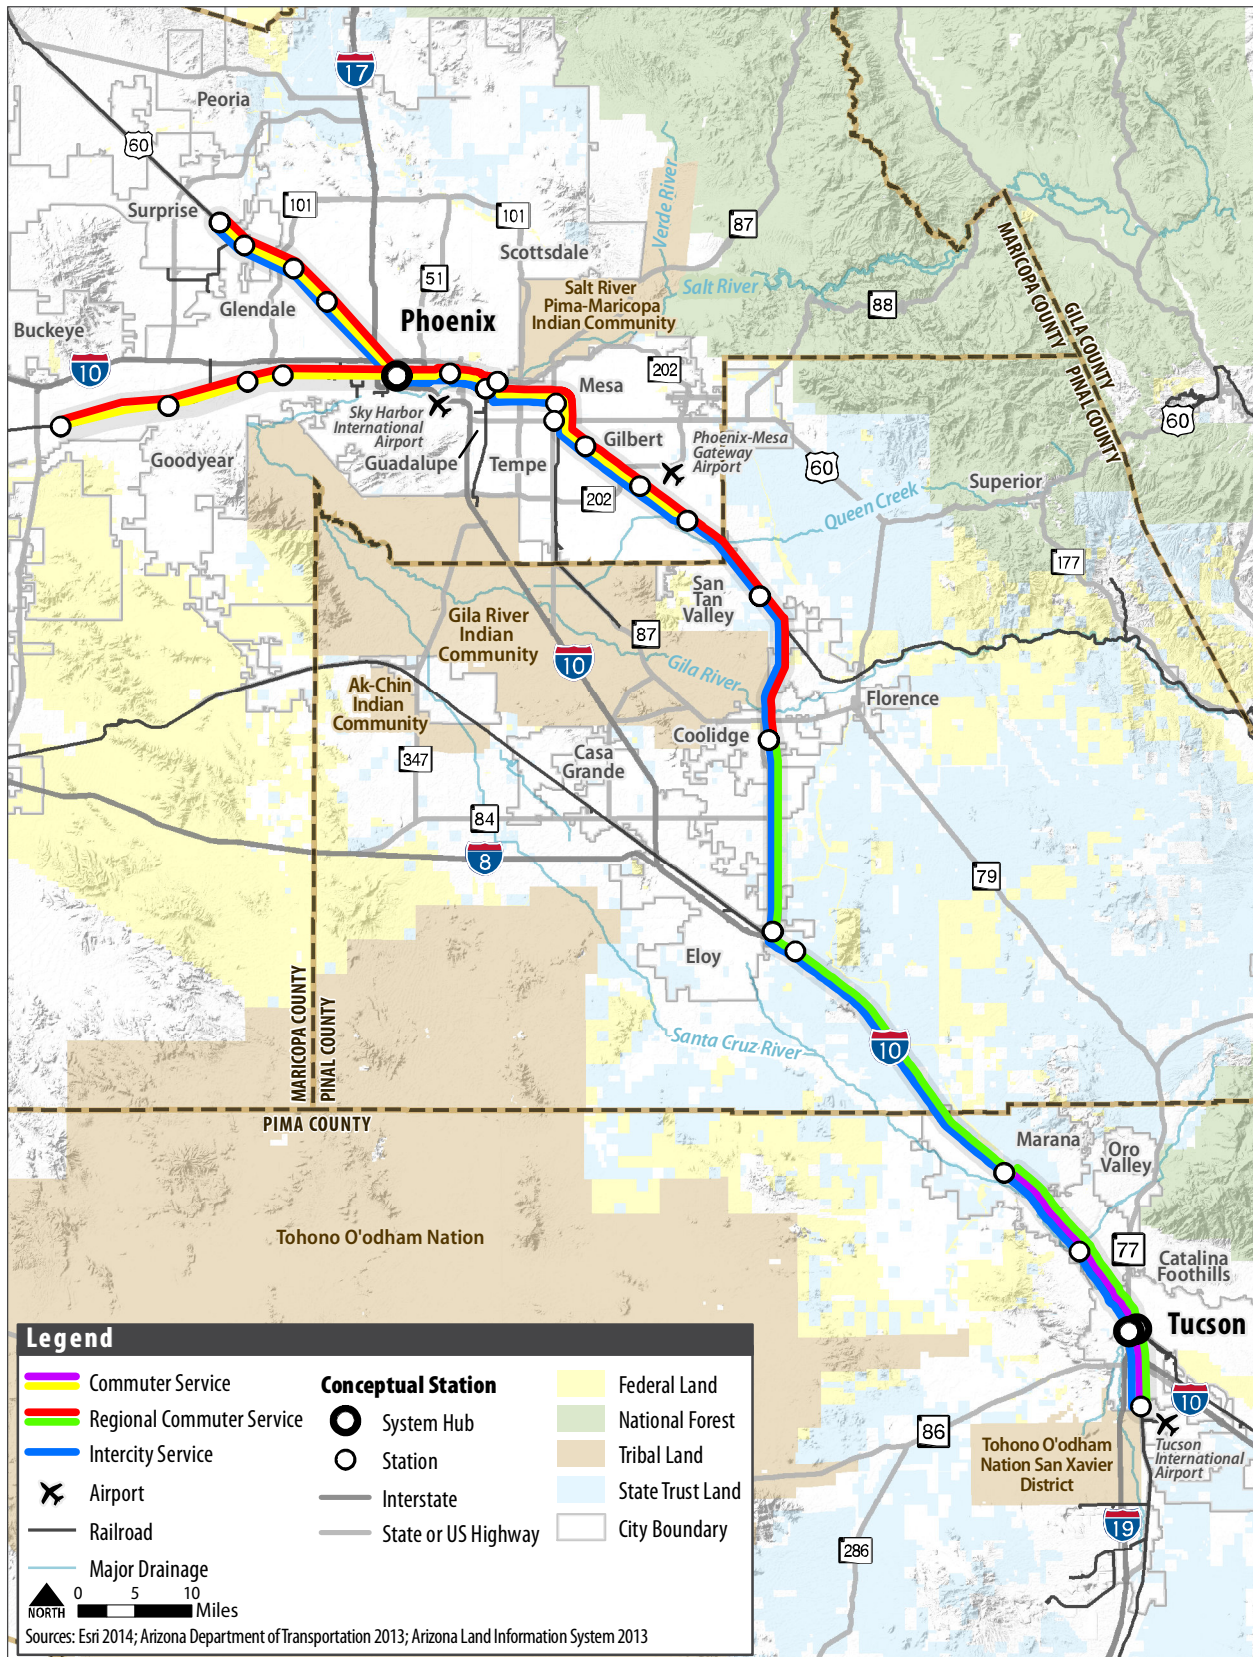 17
Peoria
60
Surprise
101
101
Verde River
87
Scottsdale
MARICOPA COUNTY
GILA COUNTY
PINAL COUNTY
51
Salt River
Pima-Maricopa
Indian Community
Salt River
88
Glendale
Phoenix
Buckeye
10
202
Mesa
Sky Harbor
International
Airport
60
Goodyear
Guadalupe
Tempe
Gilbert
Phoenix-Mesa
Gateway
Airport
60
202
Superior
Queen Creek
177
San
Tan
Valley
Gila River
Indian
Community
87
10
Gila River
Ak-Chin
Indian
Community
Florence
Coolidge
347
Casa
Grande
84
8
79
Eloy
MARICOPA COUNTY
PINAL COUNTY
Santa Cruz River
10
PIMA COUNTY
Marana
Oro
Valley
Tohono O'odham Nation
77
Catalina
Foothills
Tucson
10
86
Tohono O'odham
Nation San Xavier
District
Tucson
International
Airport
19
286
Legend
Commuter Service
Regional Commuter Service
Intercity Service
Airport
Railroad
Major Drainage
Conceptual Station
System Hub
Station
Interstate
State or US Highway
Federal Land
National Forest
Tribal Land
State Trust Land
City Boundary
NORTH
0 5 10
Miles
Sources: Esri 2014; Arizona Department of Transportation 2013; Arizona Land Information System 2013